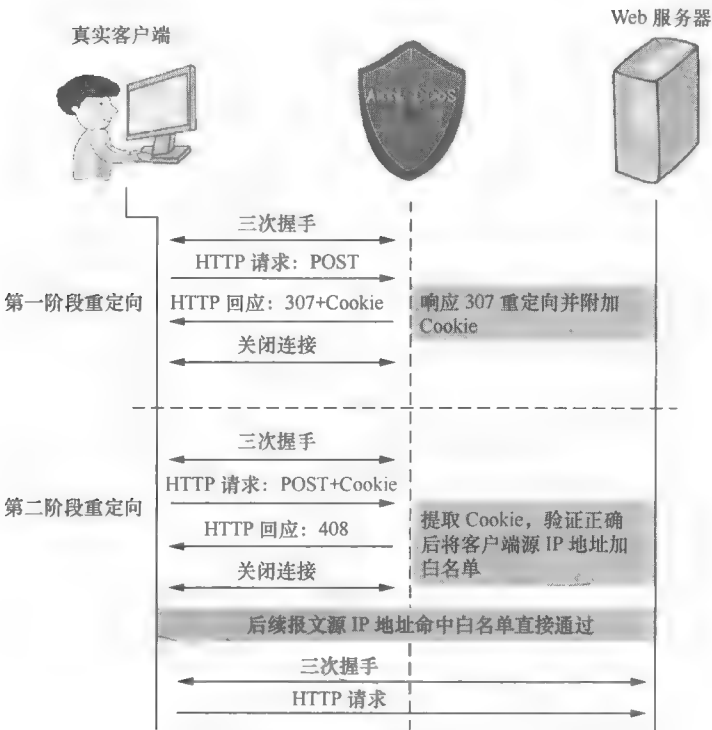 Web 服务器
真实客户端
Anti-DDoS
三次握手
HTTP 请求：POST
第一阶段重定向
HTTP 回应：307+Cookie
响应 307 重定向并附加
Cookie
关闭连接
三次握手
HTTP 请求：POST+Cookie
第二阶段重定向
HTTP 回应：408
提取 Cookie，验证正确
后将客户端源 IP 地址加
白名单
关闭连接
后续报文源 IP 地址命中白名单直接通过
三次握手
HTTP 请求